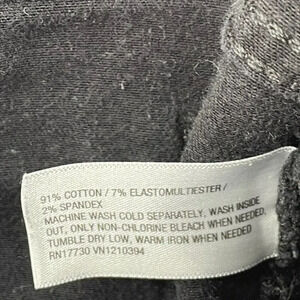 91% COTTON / 7% ELASTOMULTIESTER /
2% SPANDEX
MACHINE WASH COLD SEPARATELY, WASH INSIDE
OUT, ONLY NON-CHLORINE BLEACH WHEN NEEDED,
TUMBLE DRY LOW, WARM IRON WHEN NEEDED
RN17730 VN1210394